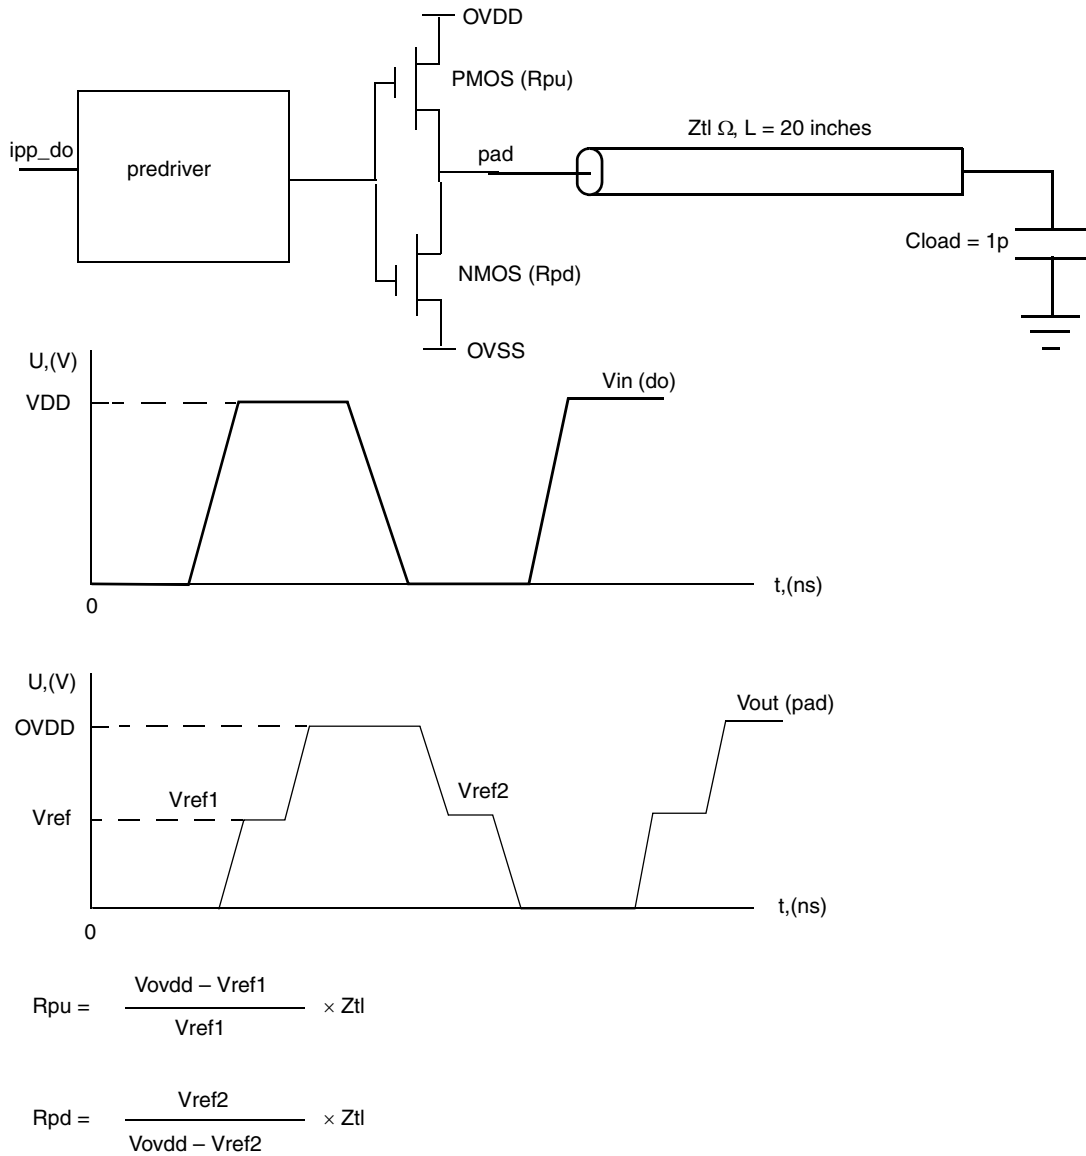 OVDD
PMOS (Rpu)
Ztl Ω, L = 20 inches
ipp_do
predriver
pad
Cload = 1p
NMOS (Rpd)
OVSS
U,(V)
VDD
Vin (do)
t,(ns)
0
U,(V)
OVDD
Vout (pad)
Vref1
Vref2
Vref
t,(ns)
0
Vovdd – Vref1
Rpu = × Ztl
Vref1
Vref2
Rpd = × Ztl
Vovdd – Vref2